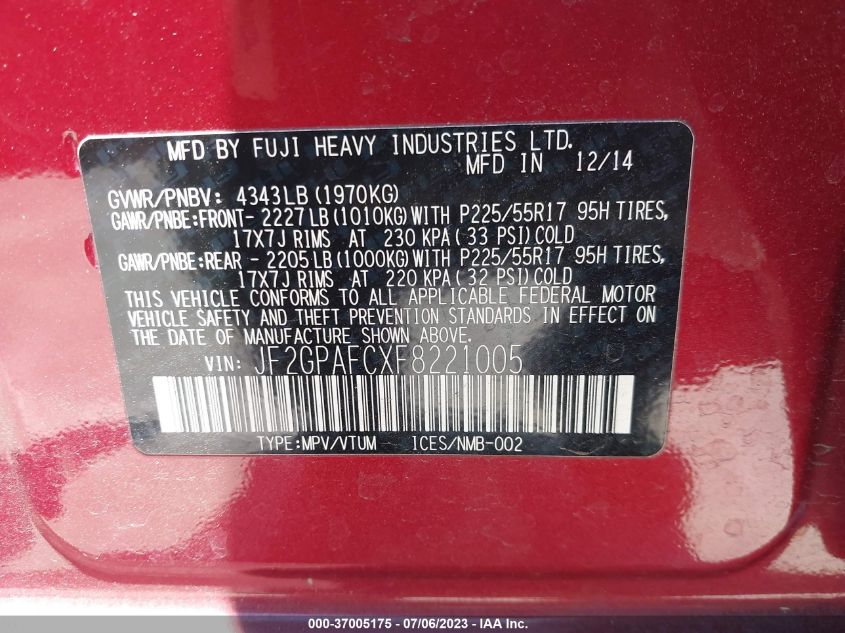 MFD BY FUJI HEAVY INDUSTRIES LTD.
MFD IN 12/14
GVWR/PNBV: 4343LB (1970KG)
GAWR/PNBE:FRONT- 2227LB (1010KG) WITH P225/55R17 95H TIRES,
17X7J RIMS AT 230 KPA ( 33 PSI) COLD
GAWR/PNBE:REAR - 2205LB (1000KG) WITH P225/55R17 95H TIRES,
17X7J RIMS AT 220 KPA ( 32 PSI) COLD
THIS VEHICLE CONFORMS TO ALL APPLICABLE FEDERAL MOTOR
VEHICLE SAFETY AND THEFT PREVENTION STANDARDS IN EFFECT ON
THE DATE OF MANUFACTURE SHOWN ABOVE.
VIN: JF2GPAFCXF8221005
TYPE:MPV/VTUM ICES/NMB-002
000-37005175 - 07/06/2023 - IAA Inc.